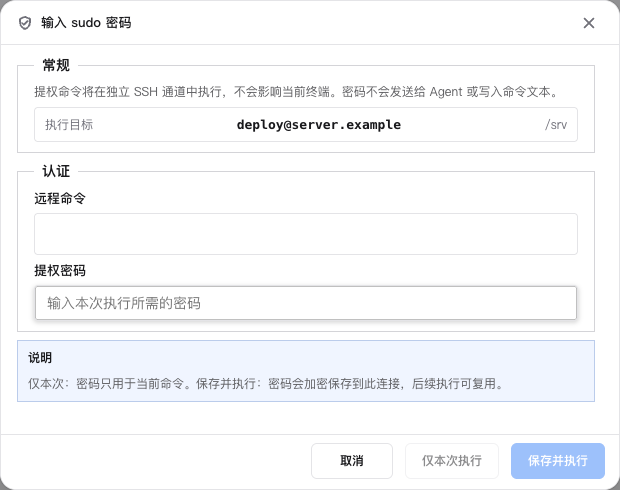 输入 sudo 密码
常规
提权命令将在独立 SSH 通道中执行，不会影响当前终端。密码不会发送给 Agent 或写入命令文本。
执行目标 deploy@server.example /srv
认证
远程命令
提权密码
输入本次执行所需的密码
说明
仅本次：密码只用于当前命令。保存并执行：密码会加密保存到此连接，后续执行可复用。
取消 仅本次执行 保存并执行